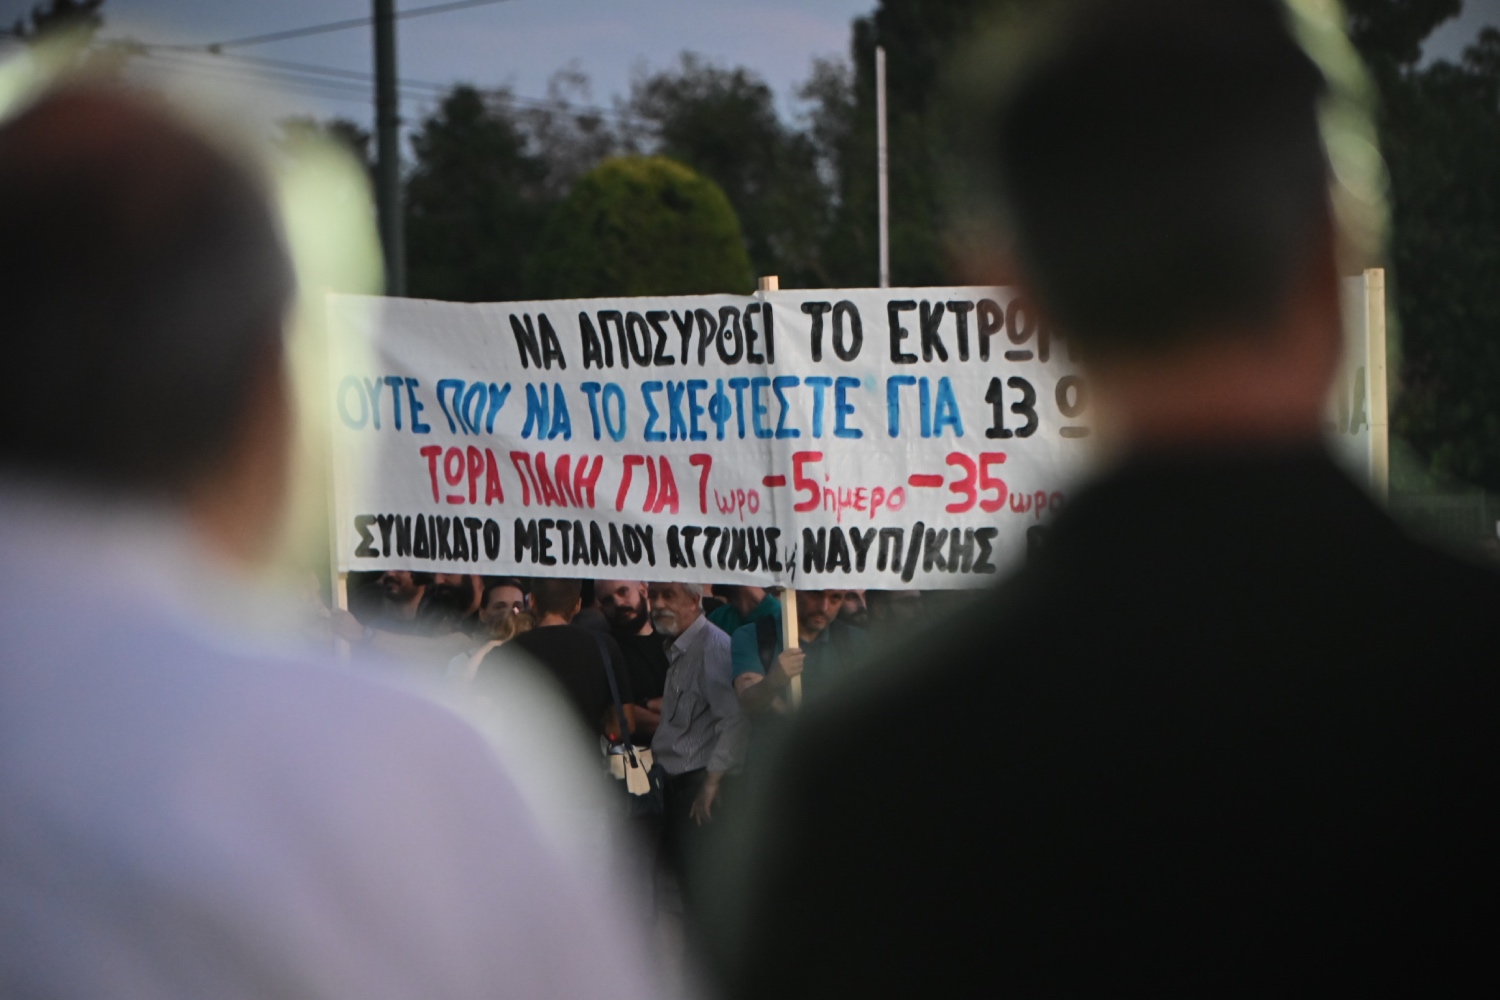 ΝΑ ΑΠΟΣΥΡΘΕΙ ΤΟ
ΟΥΤΕ ΠΟΥ ΝΑ ΤΟ ΣΚΕΦΤΕΣΤΕ ΓΙΑ 13
ΤΩΡΑ ΠΑΛΗ ΓΙΑ 7ωρο-5ήμερο-35ωρο
ΣΥΝΔΙΚΑΤΟ ΜΕΤΑΛΛΟΥ ΑΤΤΙΚΗΣ ΝΑΥΠ/ΚΗΣ